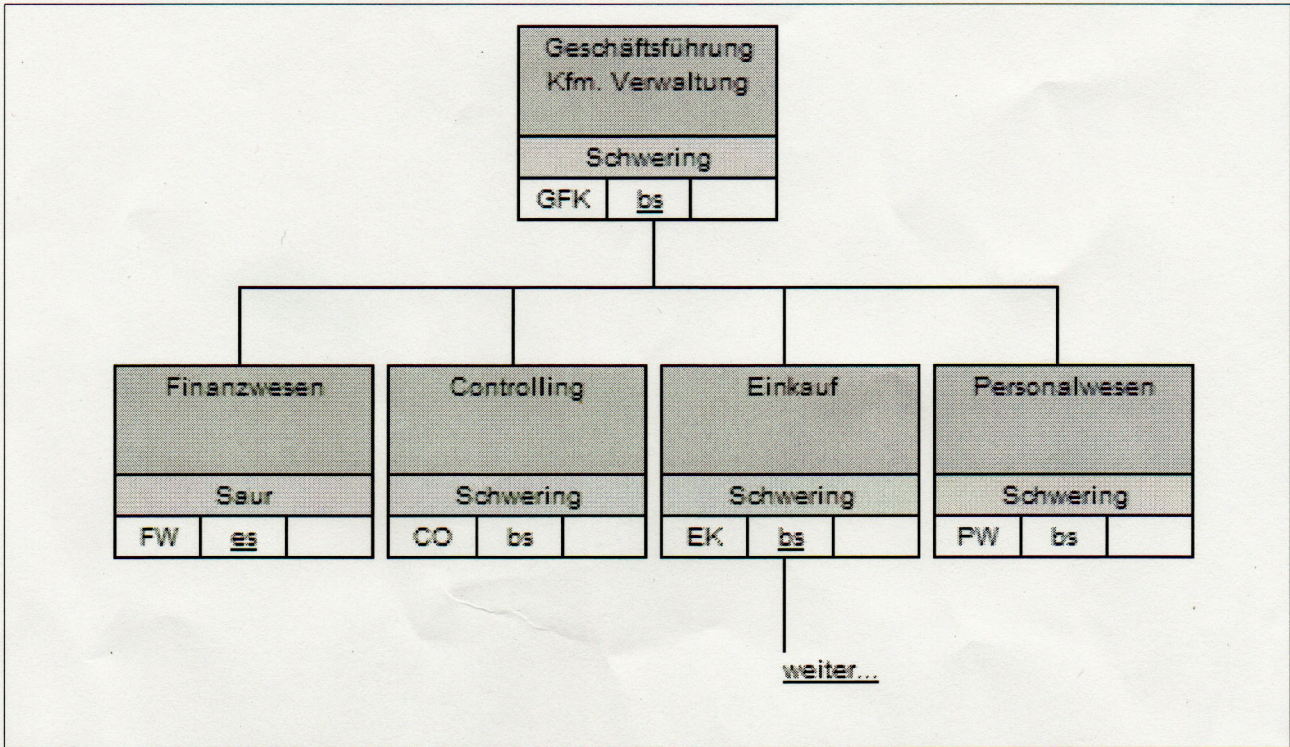 Geschäftsführung
Kfm. Verwaltung
Schwering
GFK bs
Finanzwesen
Saur
FW es
Controlling
Schwering
CO bs
Einkauf
Schwering
EK bs
Personalwesen
Schwering
PW bs
weiter...